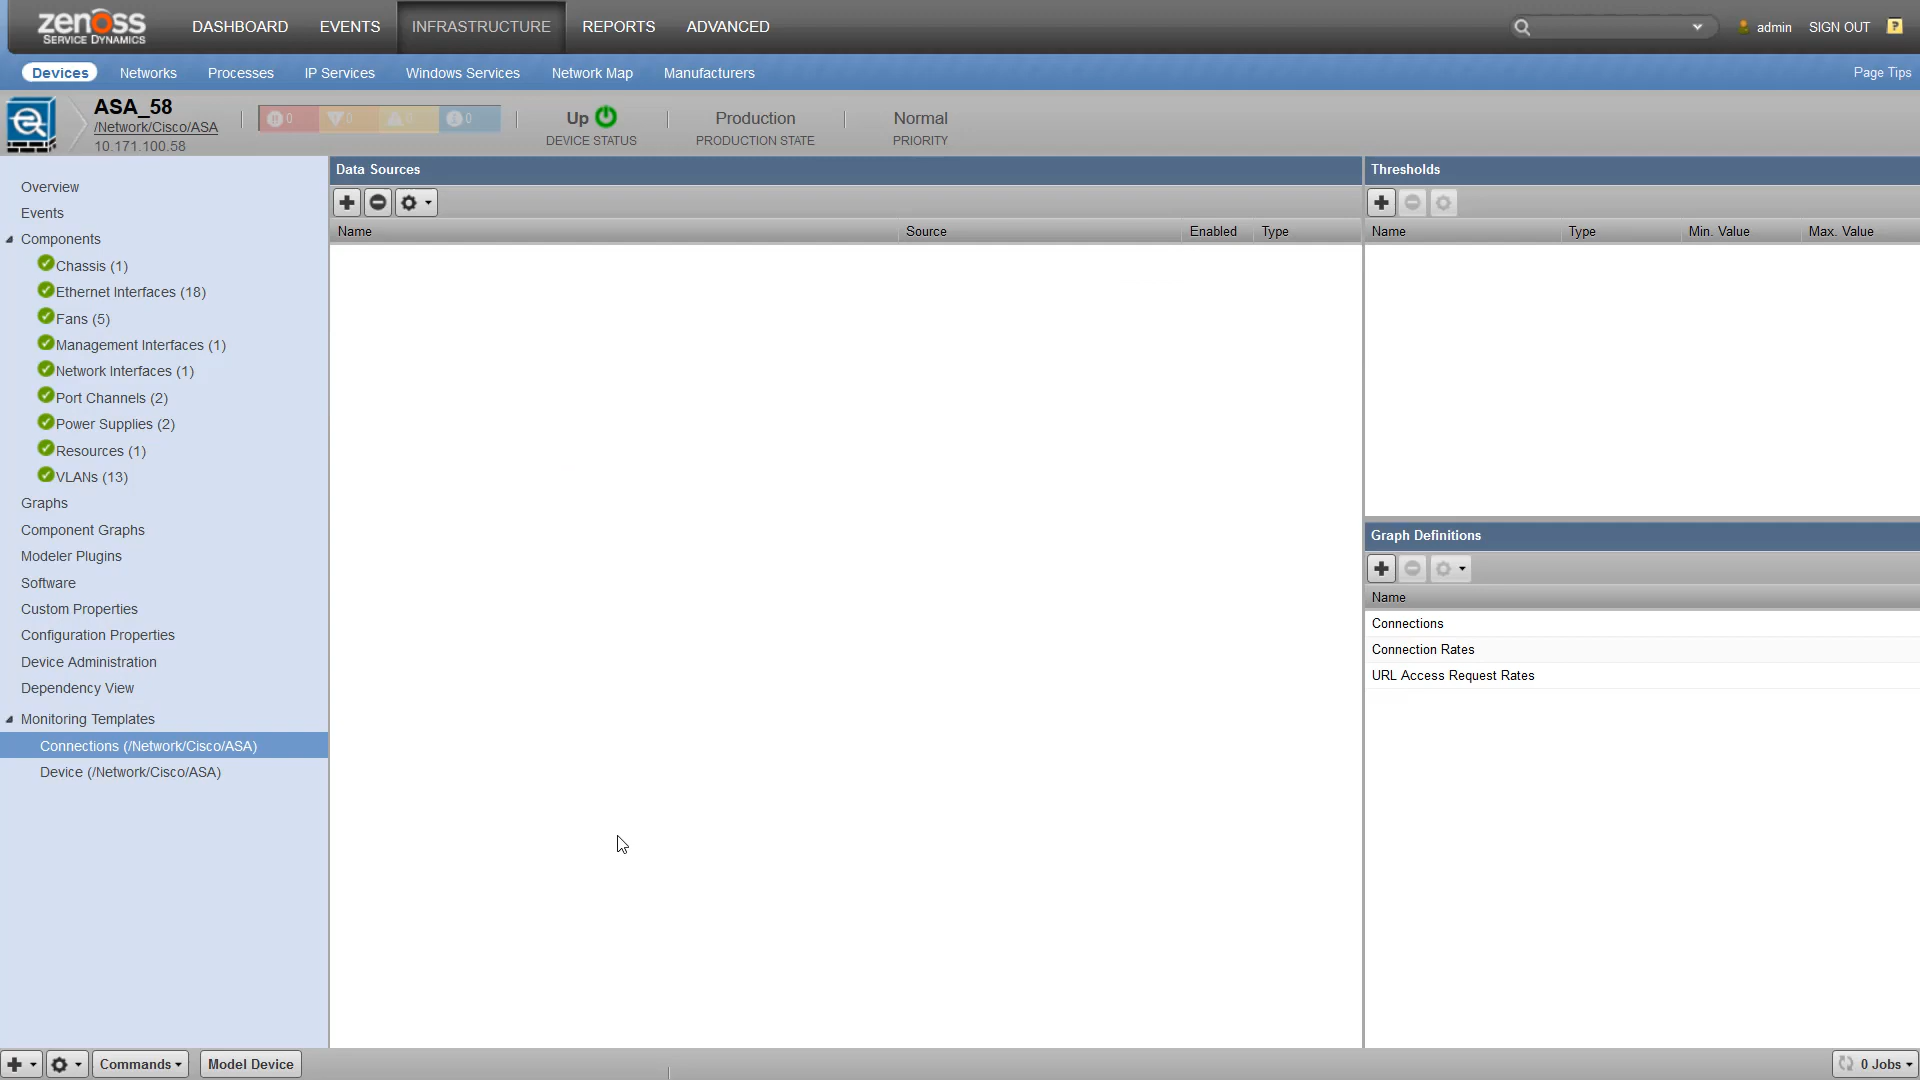 zenoss
SERVICE DYNAMICS
DASHBOARD
EVENTS
INFRASTRUCTURE
REPORTS
ADVANCED
admin
SIGN OUT
?
Devices
Networks
Processes
IP Services
Windows Services
Network Map
Manufacturers
Page Tips
ASA_58
/Network/Cisco/ASA
10.171.100.58
0
0
0
0
Up
DEVICE STATUS
Production
PRODUCTION STATE
Normal
PRIORITY
Overview
Events
Components
Chassis (1)
Ethernet Interfaces (18)
Fans (5)
Management Interfaces (1)
Network Interfaces (1)
Port Channels (2)
Power Supplies (2)
Resources (1)
VLANs (13)
Graphs
Component Graphs
Modeler Plugins
Software
Custom Properties
Configuration Properties
Device Administration
Dependency View
Monitoring Templates
Connections (/Network/Cisco/ASA)
Device (/Network/Cisco/ASA)
Data Sources
Name Source Enabled Type
Thresholds
Name Type Min. Value Max. Value
Graph Definitions
Name
Connections
Connection Rates
URL Access Request Rates
Commands
Model Device
0 Jobs